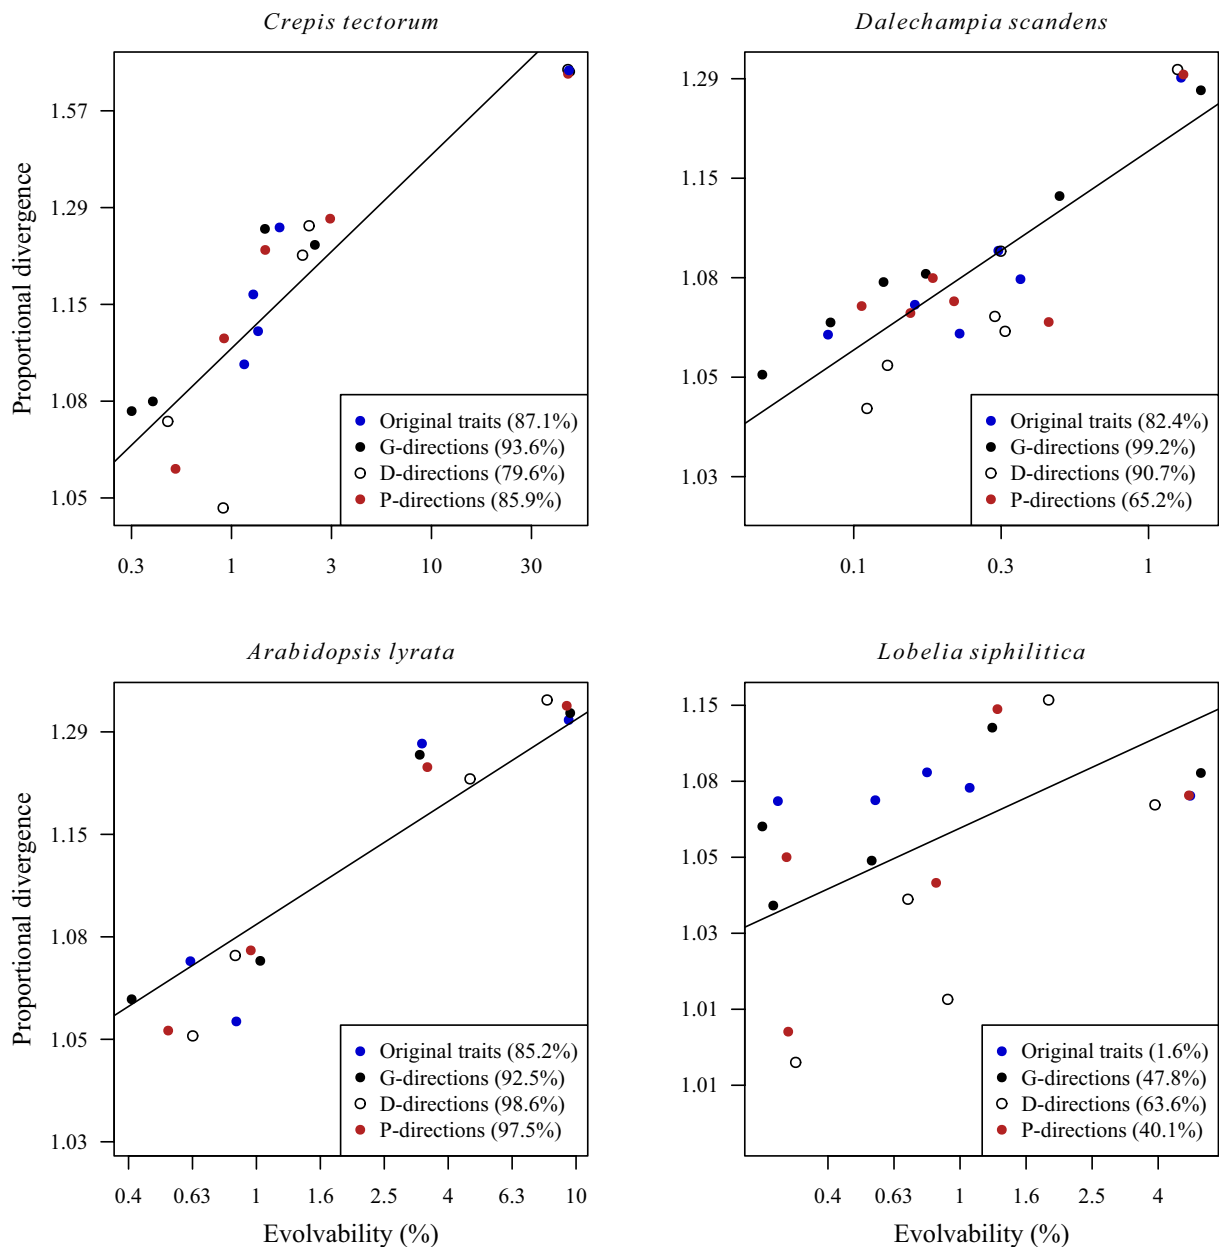 Crepis tectorum
Proportional divergence
1.57
1.29
1.15
1.08
1.05
0.3 1 3 10 30
Original traits (87.1%)
G-directions (93.6%)
D-directions (79.6%)
P-directions (85.9%)
Dalechampia scandens
1.29
1.15
1.08
1.05
1.03
0.1 0.3 1
Original traits (82.4%)
G-directions (99.2%)
D-directions (90.7%)
P-directions (65.2%)
Arabidopsis lyrata
Proportional divergence
1.29
1.15
1.08
1.05
1.03
0.4 0.63 1 1.6 2.5 4 6.3 10
Evolvability (%)
Original traits (85.2%)
G-directions (92.5%)
D-directions (98.6%)
P-directions (97.5%)
Lobelia siphilitica
1.15
1.08
1.05
1.03
1.01
1.01
0.4 0.63 1 1.6 2.5 4
Evolvability (%)
Original traits (1.6%)
G-directions (47.8%)
D-directions (63.6%)
P-directions (40.1%)